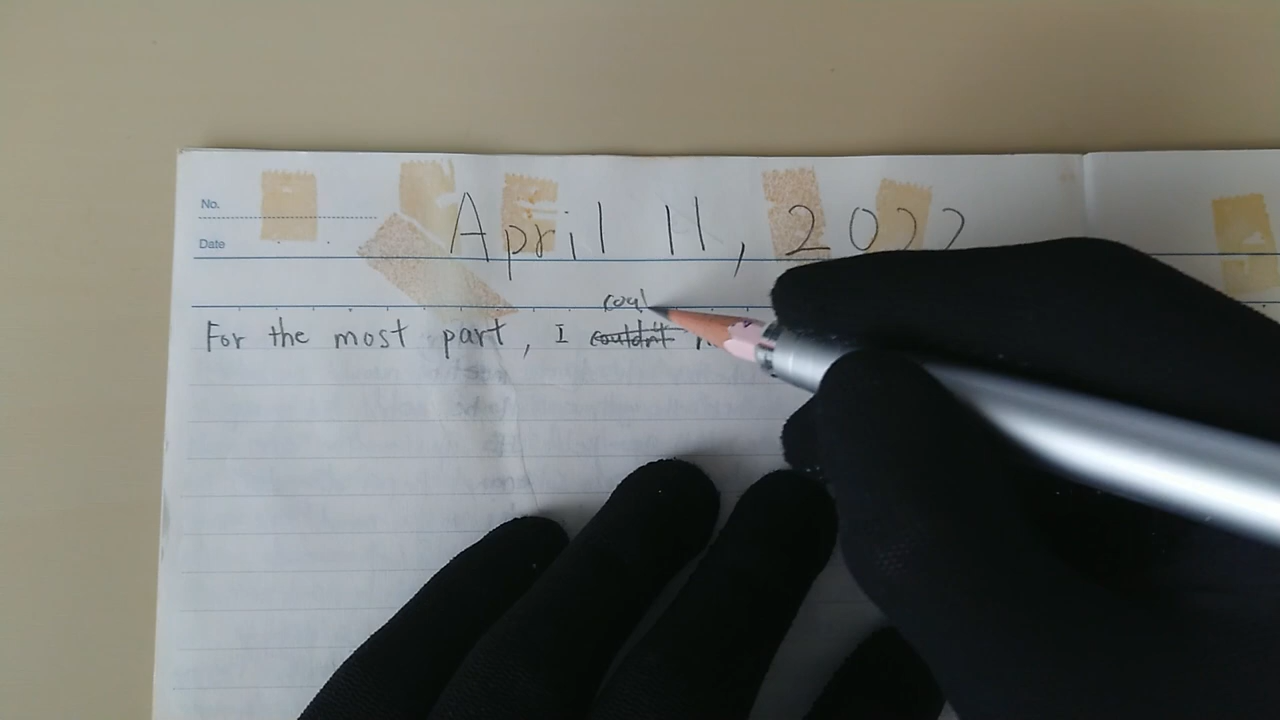 No.
April 11, 2022
Date
coul
For the most part, I couldn't